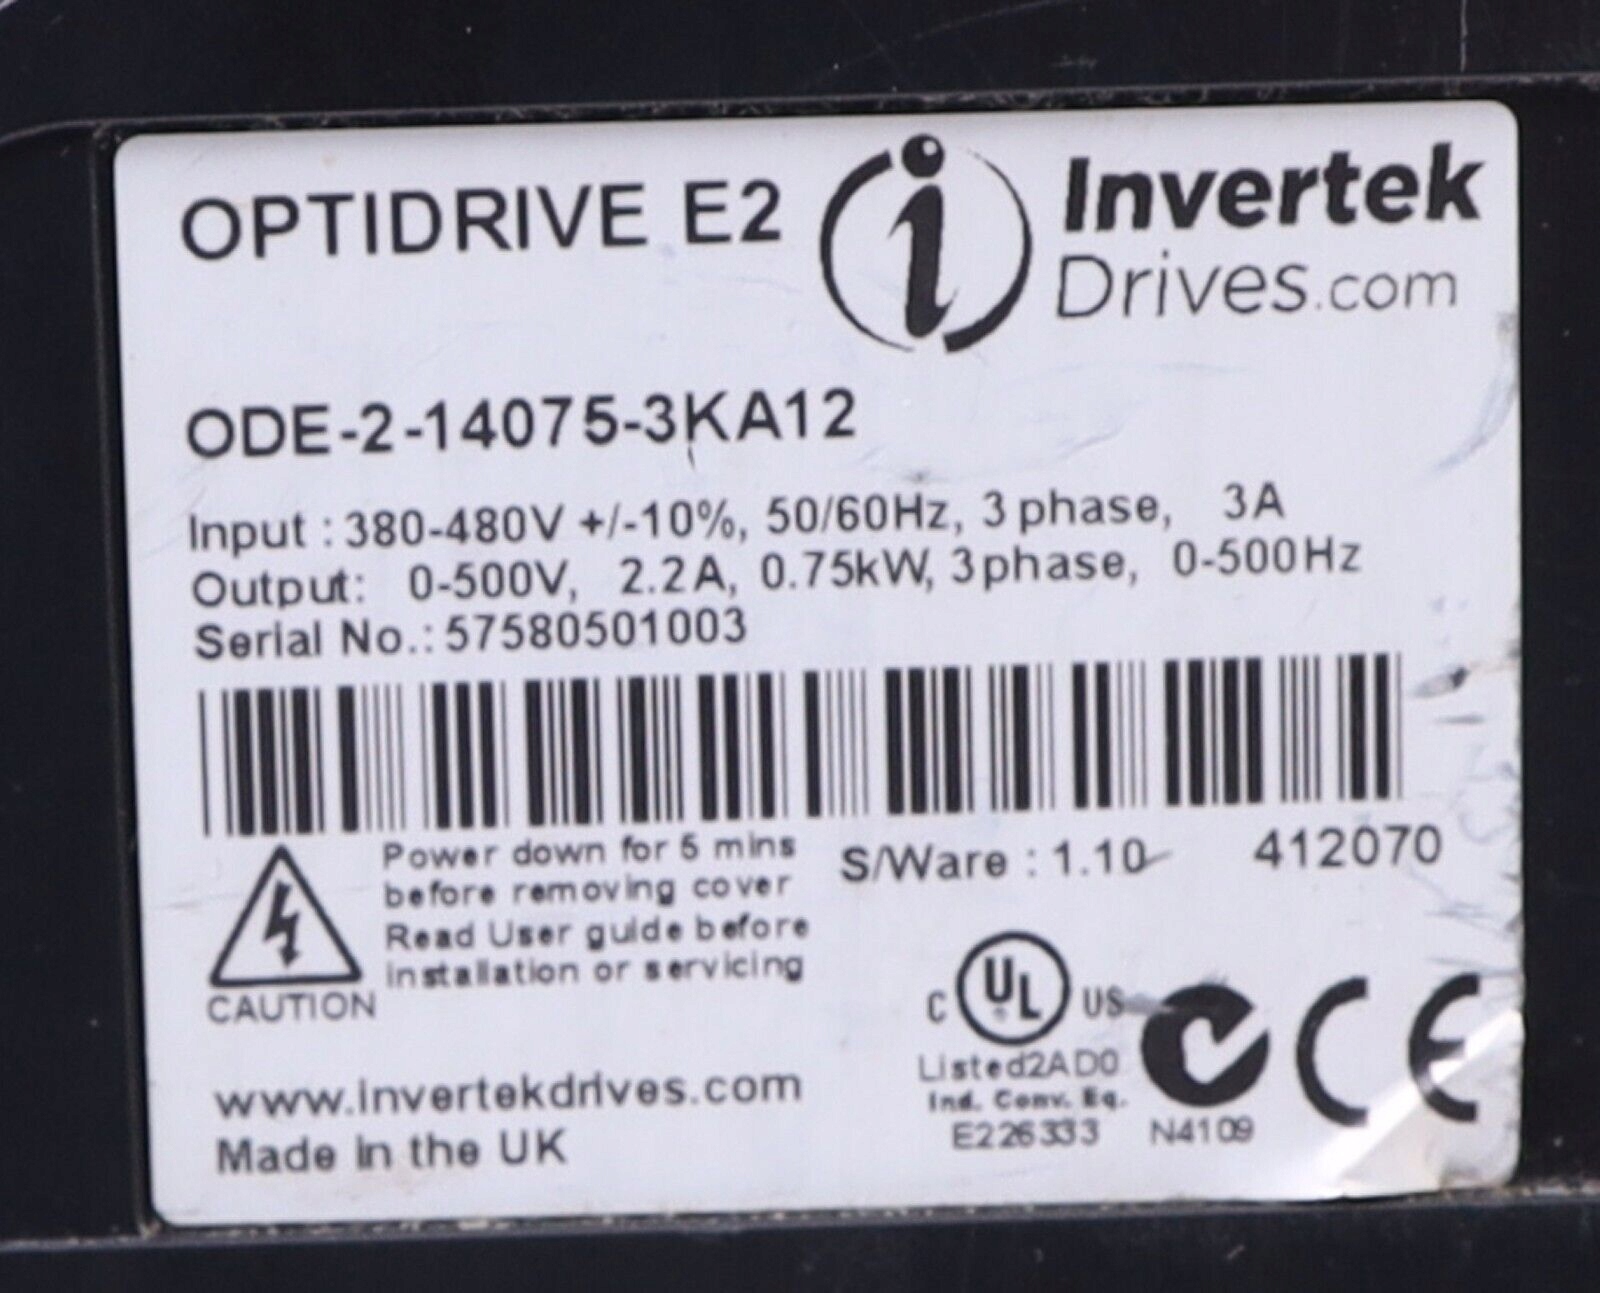 OPTIDRIVE E2
Invertek
Drives.com
ODE-2-14075-3KA12
Input : 380-480V +/-10%, 50/60Hz, 3 phase, 3A
Output: 0-500V, 2.2A, 0.75kW, 3 phase, 0-500Hz
Serial No.: 57580501003
Power down for 5 mins
before removing cover
Read User guide before
installation or servicing
CAUTION
S/Ware : 1.10 412070
C UL US
Listed2AD0
Ind. Conv. Eq.
E226333
N4109
CE
www.invertekdrives.com
Made in the UK